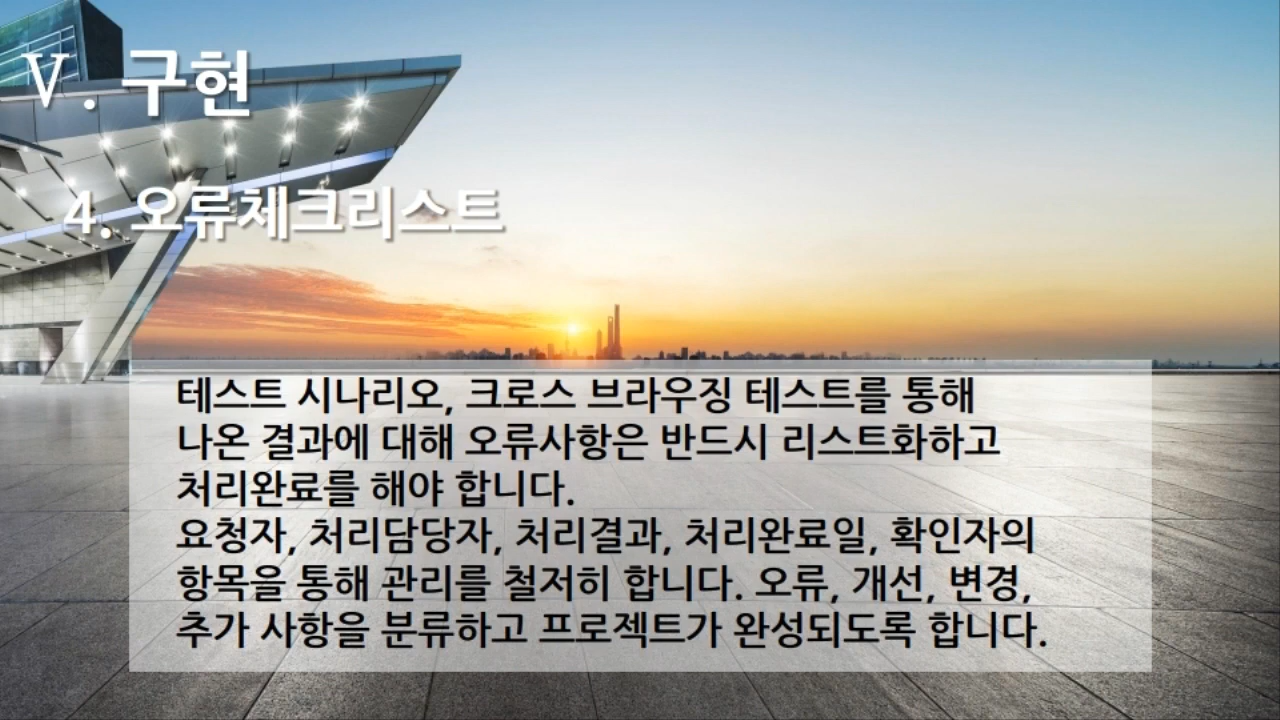 Ⅴ. 구현
4. 오류체크리스트
테스트 시나리오, 크로스 브라우징 테스트를 통해
나온 결과에 대해 오류사항은 반드시 리스트화하고
처리완료를 해야 합니다.
요청자, 처리담당자, 처리결과, 처리완료일, 확인자의
항목을 통해 관리를 철저히 합니다. 오류, 개선, 변경,
추가 사항을 분류하고 프로젝트가 완성되도록 합니다.